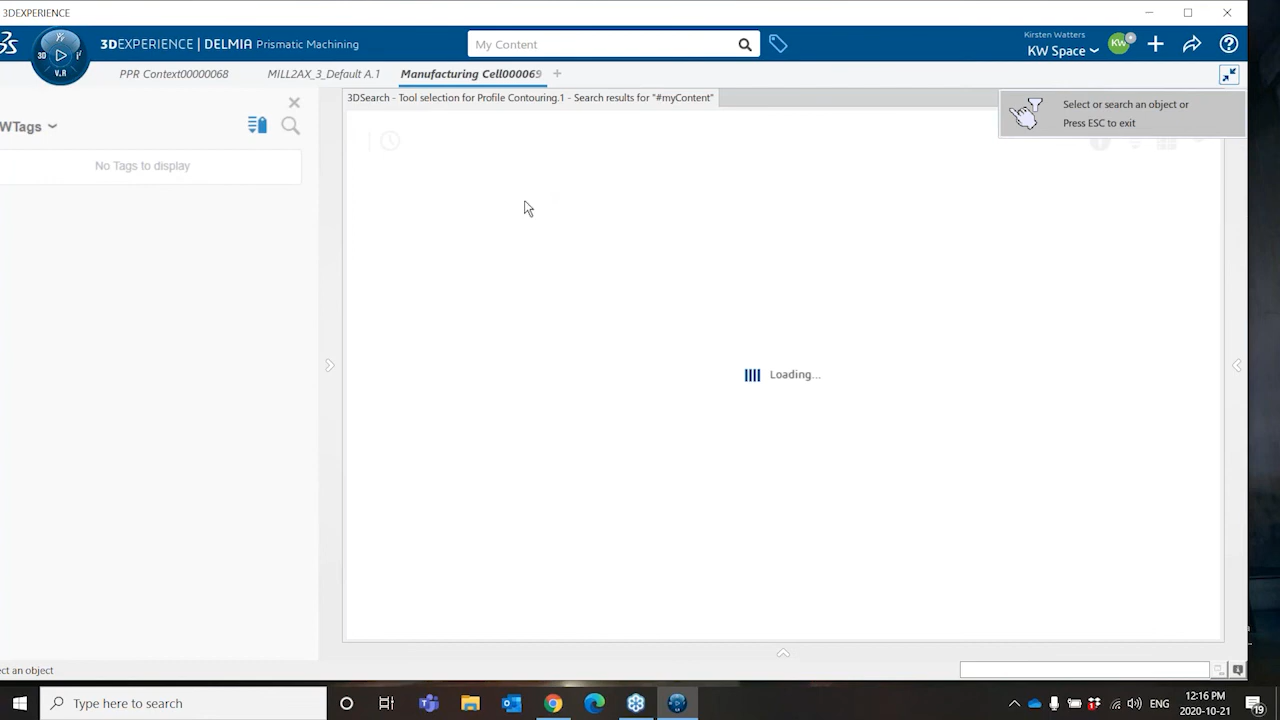 3DEXPERIENCE
3DEXPERIENCE | DELMIA Prismatic Machining
My Content
Kirsten Watters
KW Space
KW
3D
V.R
PPR Context00000068
MILL2AX_3_Default A.1
Manufacturing Cell000069
3DSearch - Tool selection for Profile Contouring.1 - Search results for "#myContent"
Select or search an object or
Press ESC to exit
WTags
No Tags to display
Loading...
ct an object
Type here to search
ENG
12:16 PM
2020-10-21
19